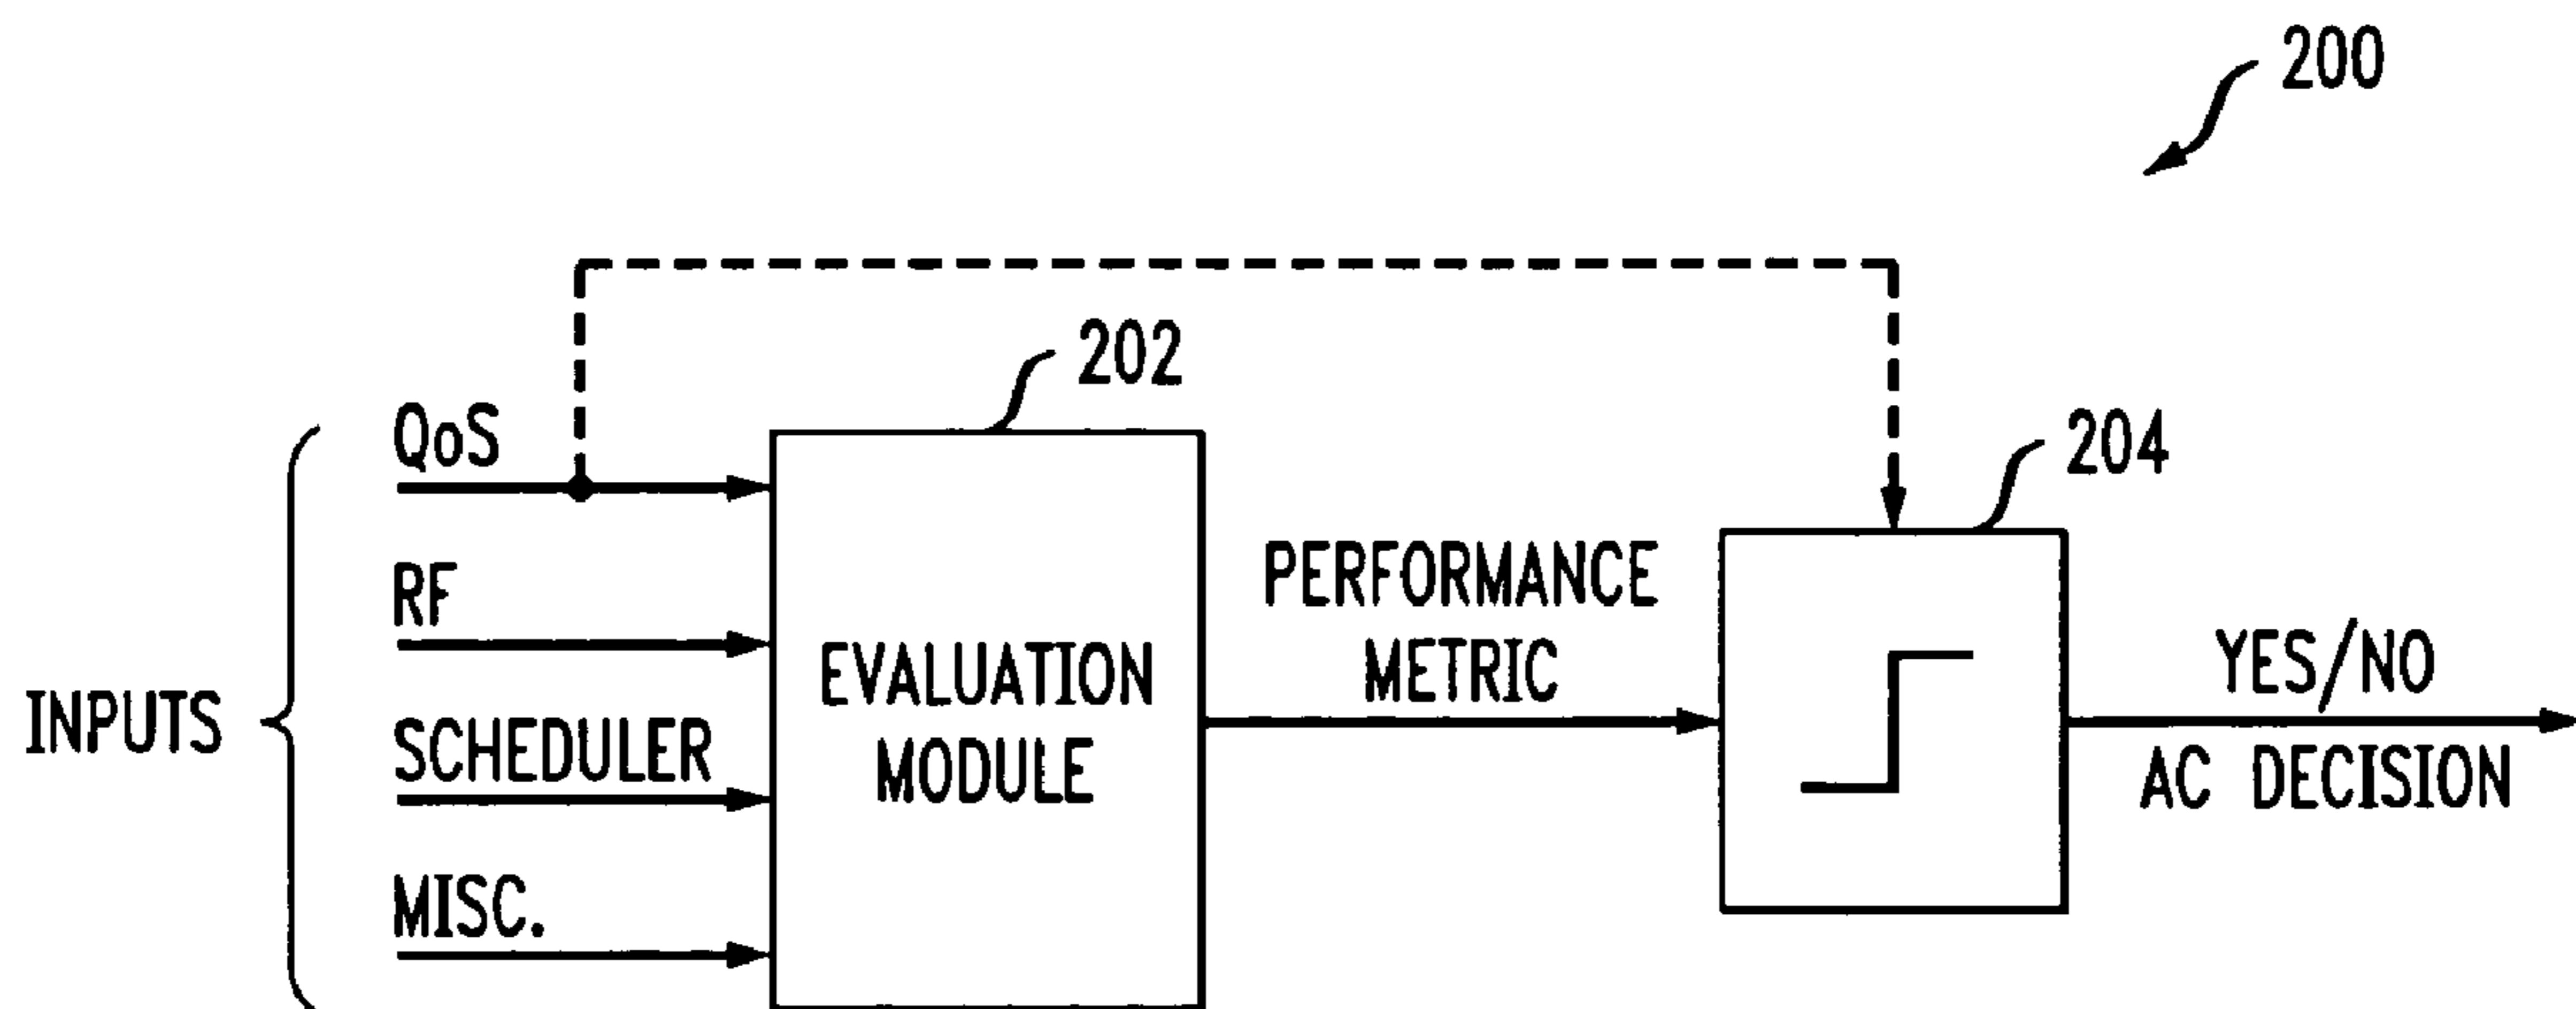 200
202
204
QoS
RF
SCHEDULER
MISC.
INPUTS
EVALUATION
MODULE
PERFORMANCE
METRIC
YES/NO
AC DECISION